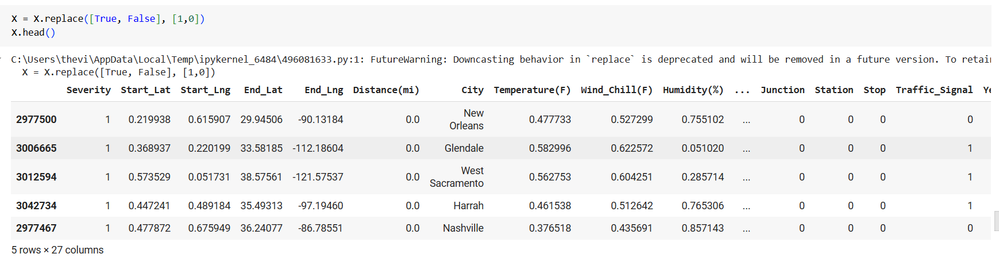 X = X.replace([True, False], [1,0])
X.head()
C:\Users\thevi\AppData\Local\Temp\ipykernel_6484\496081633.py:1: FutureWarning: Downcasting behavior in `replace` is deprecated and will be removed in a future version. To
X = X.replace([True, False], [1,0])
Severity Start_Lat Start_Lng End_Lat End_Lng Distance(mi) City Temperature(F) Wind_Chill(F) Humidity(%) ... Junction Station Stop Traffic_Signal
2977500 1 0.219938 0.615907 29.94506 -90.13184 0.0 New Orleans 0.477733 0.527299 0.755102 ... 0 0 0 0
3006665 1 0.368937 0.220199 33.58185 -112.18604 0.0 Glendale 0.582996 0.622572 0.051020 ... 0 0 0 1
3012594 1 0.573529 0.051731 38.57561 -121.57537 0.0 West Sacramento 0.562753 0.604251 0.285714 ... 0 0 0 1
3042734 1 0.447241 0.489184 35.49313 -97.19460 0.0 Harrah 0.461538 0.512642 0.765306 ... 0 0 0 1
2977467 1 0.477872 0.675949 36.24077 -86.78551 0.0 Nashville 0.376518 0.435691 0.857143 ... 0 0 0 0
5 rows × 27 columns